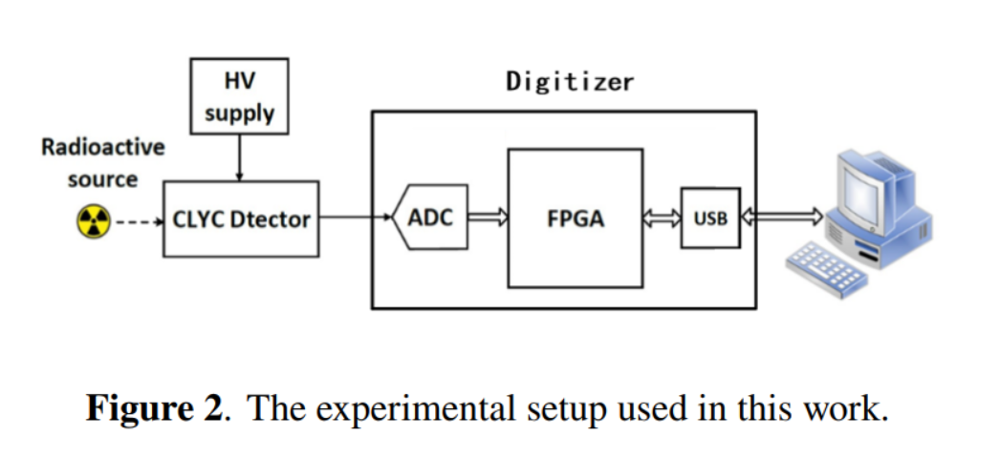 Digitizer
HV
supply
Radioactive
source
CLYC Dtector
ADC
FPGA
USB
Figure 2. The experimental setup used in this work.